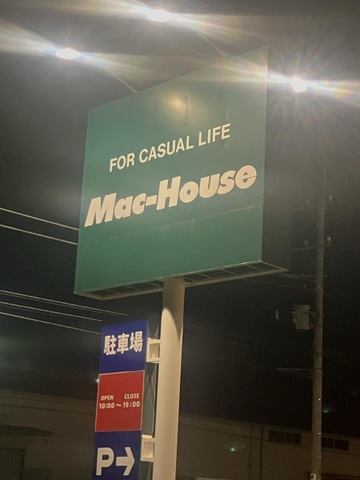 FOR CASUAL LIFE
Mac-House
駐車場
OPEN CLOSE
10:00～19:00
P→